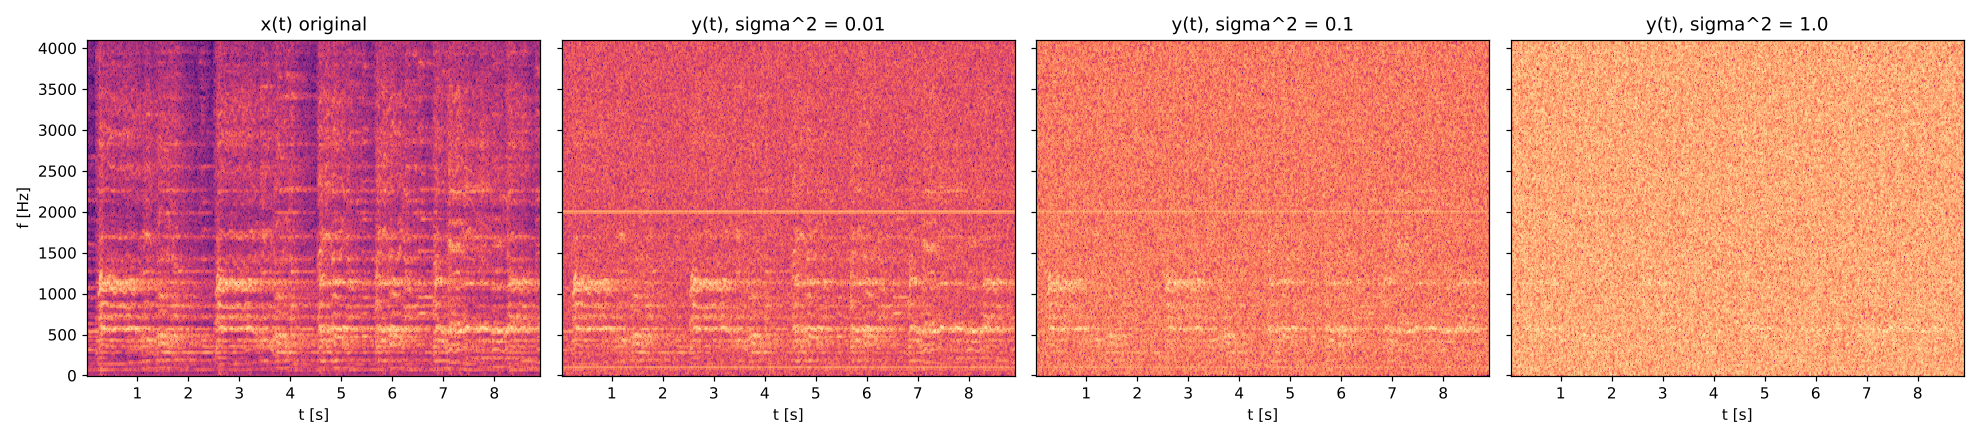 x(t) original
y(t), sigma^2 = 0.01
y(t), sigma^2 = 0.1
y(t), sigma^2 = 1.0
f [Hz]
4000
3500
3000
2500
2000
1500
1000
500
0
1 2 3 4 5 6 7 8
1 2 3 4 5 6 7 8
1 2 3 4 5 6 7 8
1 2 3 4 5 6 7 8
t [s]
t [s]
t [s]
t [s]